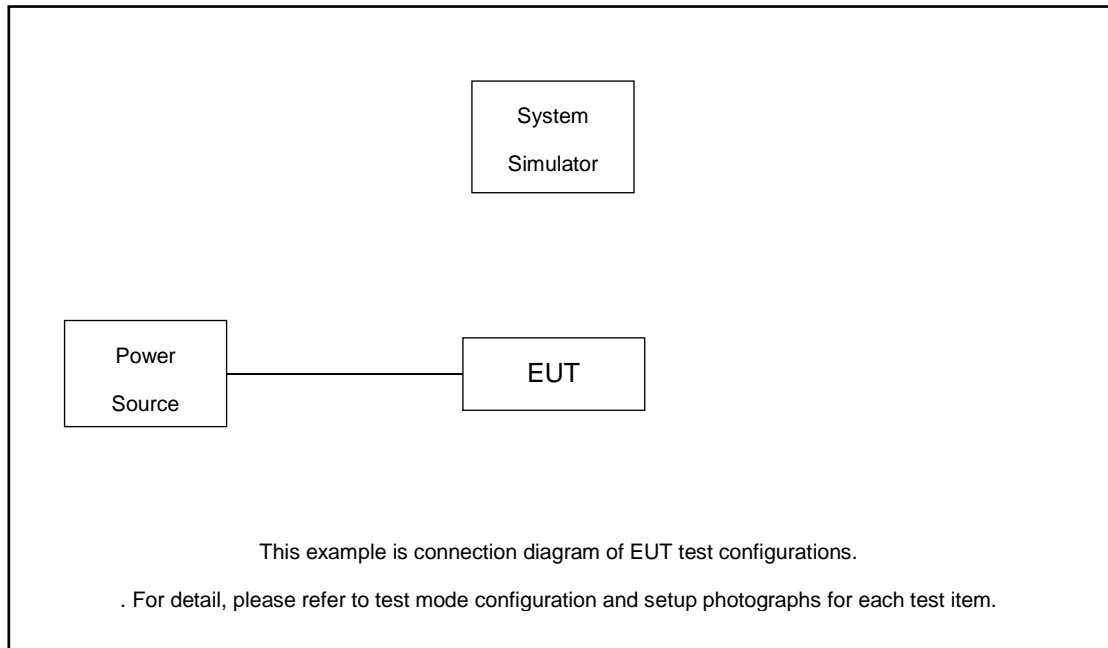 System
Simulator
Power
Source
EUT
This example is connection diagram of EUT test configurations.
. For detail, please refer to test mode configuration and setup photographs for each test item.